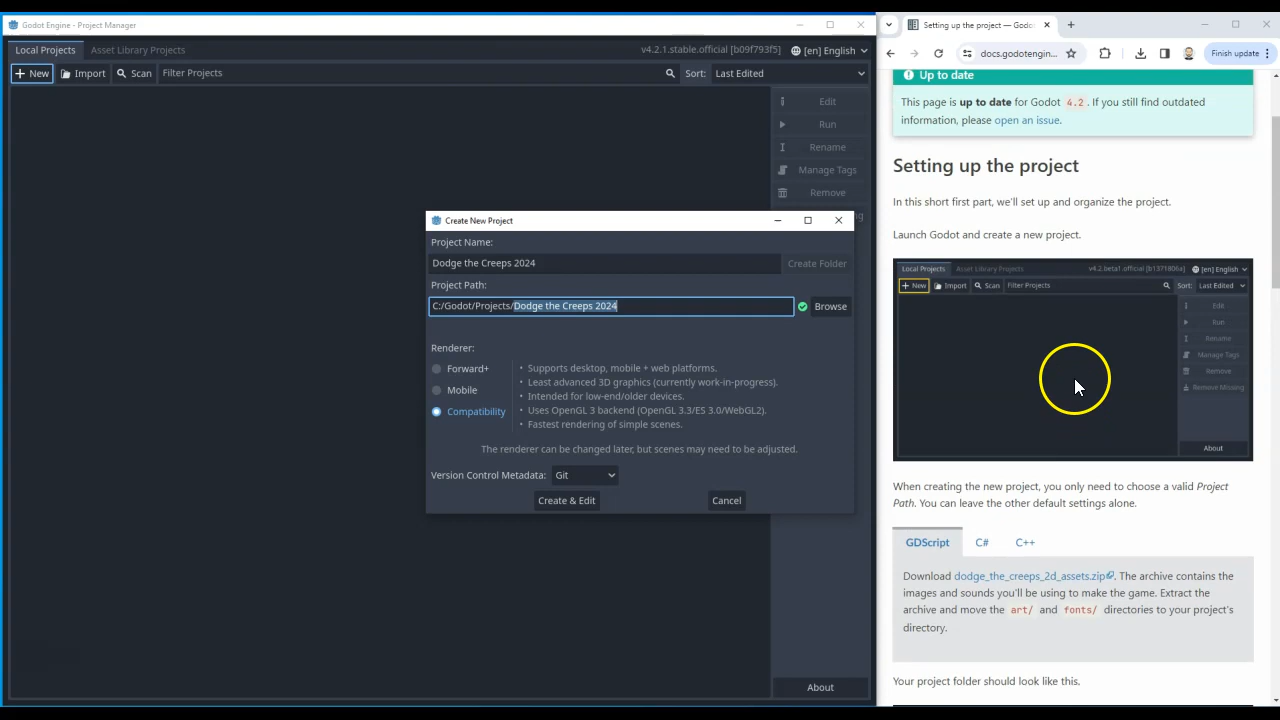 Godot Engine - Project Manager
Local Projects
Asset Library Projects
v4.2.1.stable.official [b09f793f5]
[en] English
New
Import
Scan
Filter Projects
Sort:
Last Edited
Edit
Run
Rename
Manage Tags
Remove
Create New Project
Project Name:
Dodge the Creeps 2024
Create Folder
Project Path:
C:/Godot/Projects/Dodge the Creeps 2024
Browse
Renderer:
Forward+
Mobile
Compatibility
• Supports desktop, mobile + web platforms.
• Least advanced 3D graphics (currently work-in-progress).
• Intended for low-end/older devices.
• Uses OpenGL 3 backend (OpenGL 3.3/ES 3.0/WebGL2).
• Fastest rendering of simple scenes.
The renderer can be changed later, but scenes may need to be adjusted.
Version Control Metadata:
Git
Create & Edit
Cancel
About
Setting up the project — Godo
docs.godotengin...
Finish update
Up to date
This page is up to date for Godot 4.2. If you still find outdated
information, please open an issue.
Setting up the project
In this short first part, we'll set up and organize the project.
Launch Godot and create a new project.
Local Projects
Asset Library Projects
v4.2.beta1.official [b1371806a]
[en] English
New
Import
Scan
Filter Projects
Sort:
Last Edited
Edit
Run
Rename
Manage Tags
Remove
Remove Missing
About
When creating the new project, you only need to choose a valid Project
Path. You can leave the other default settings alone.
GDScript
C#
C++
Download dodge_the_creeps_2d_assets.zip. The archive contains the
images and sounds you'll be using to make the game. Extract the
archive and move the art/ and fonts/ directories to your project's
directory.
Your project folder should look like this.